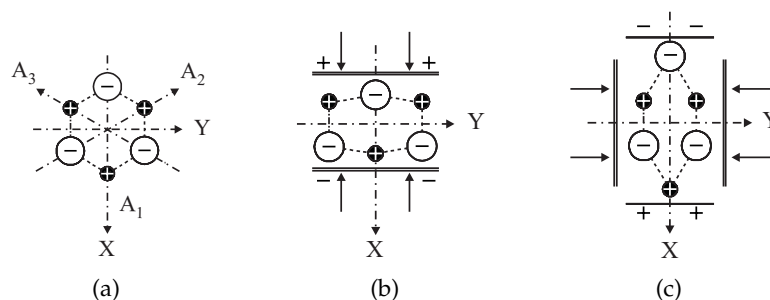 A₃
A₂
Y
A₁
X
(a)
+ +
Y
− −
X
(b)
− −
Y
+ +
X
(c)